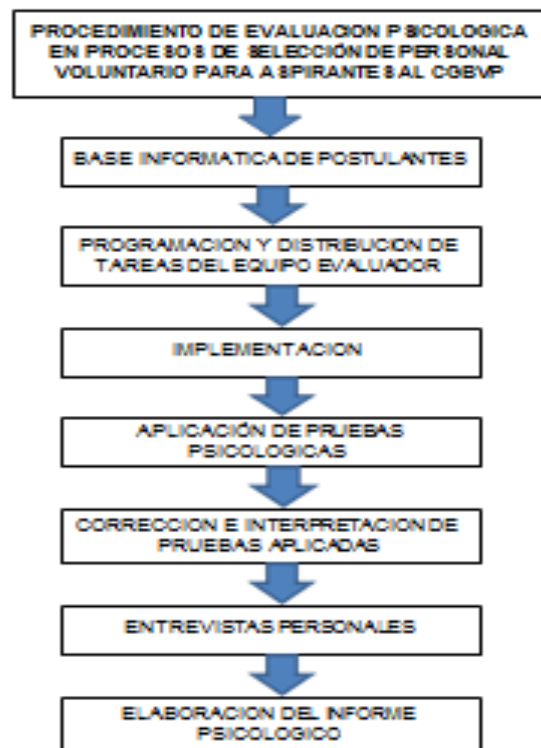 PROCEDIMIENTO DE EVALUACION PSICOLOGICA
EN PROCESOS DE SELECCIÓN DE PERSONAL
VOLUNTARIO PARA ASPIRANTES AL CGBVP
BASE INFORMATICA DE POSTULANTES
PROGRAMACION Y DISTRIBUCION DE
TAREAS DEL EQUIPO EVALUADOR
IMPLEMENTACION
APLICACIÓN DE PRUEBAS
PSICOLOGICAS
CORRECCION E INTERPRETACION DE
PRUEBAS APLICADAS
ENTREVISTAS PERSONALES
ELABORACION DEL INFORME
PSICOLOGICO